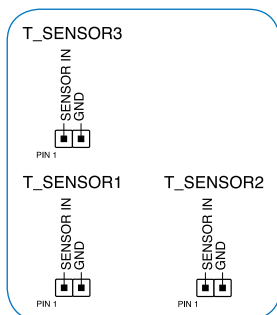 T_SENSOR3
SENSOR IN
GND
PIN 1
T_SENSOR1
SENSOR IN
GND
PIN 1
T_SENSOR2
SENSOR IN
GND
PIN 1